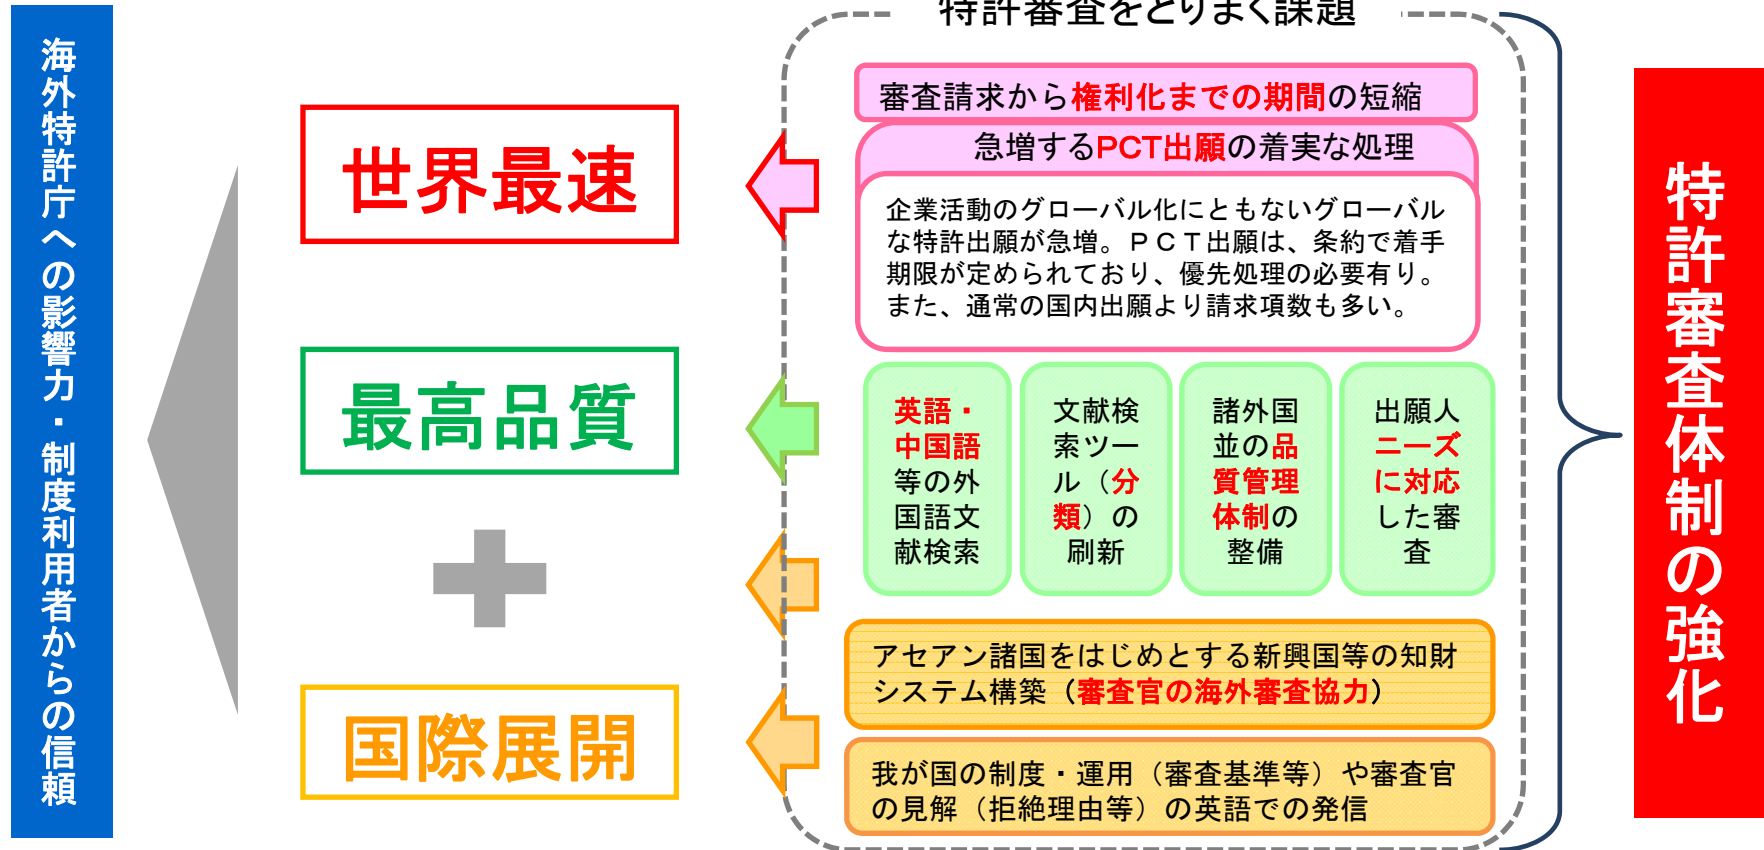 海外特許庁への影響力・制度利用者からの信頼
世界最速
最高品質
国際展開
特許審査をとりまく課題
審査請求から権利化までの期間の短縮
急増するPCT出願の着実な処理
企業活動のグローバル化にともないグローバル
な特許出願が急増。ＰＣＴ出願は、条約で着手
期限が定められており、優先処理の必要有り。
また、通常の国内出願より請求項数も多い。
英語・
中国語
等の外
国語文
献検索
文献検
索ツー
ル（分
類）の
刷新
諸外国
並の品
質管理
体制の
整備
出願人
ニーズ
に対応
した審
査
アセアン諸国をはじめとする新興国等の知財
システム構築（審査官の海外審査協力）
我が国の制度・運用（審査基準等）や審査官
の見解（拒絶理由等）の英語での発信
特許審査体制の強化